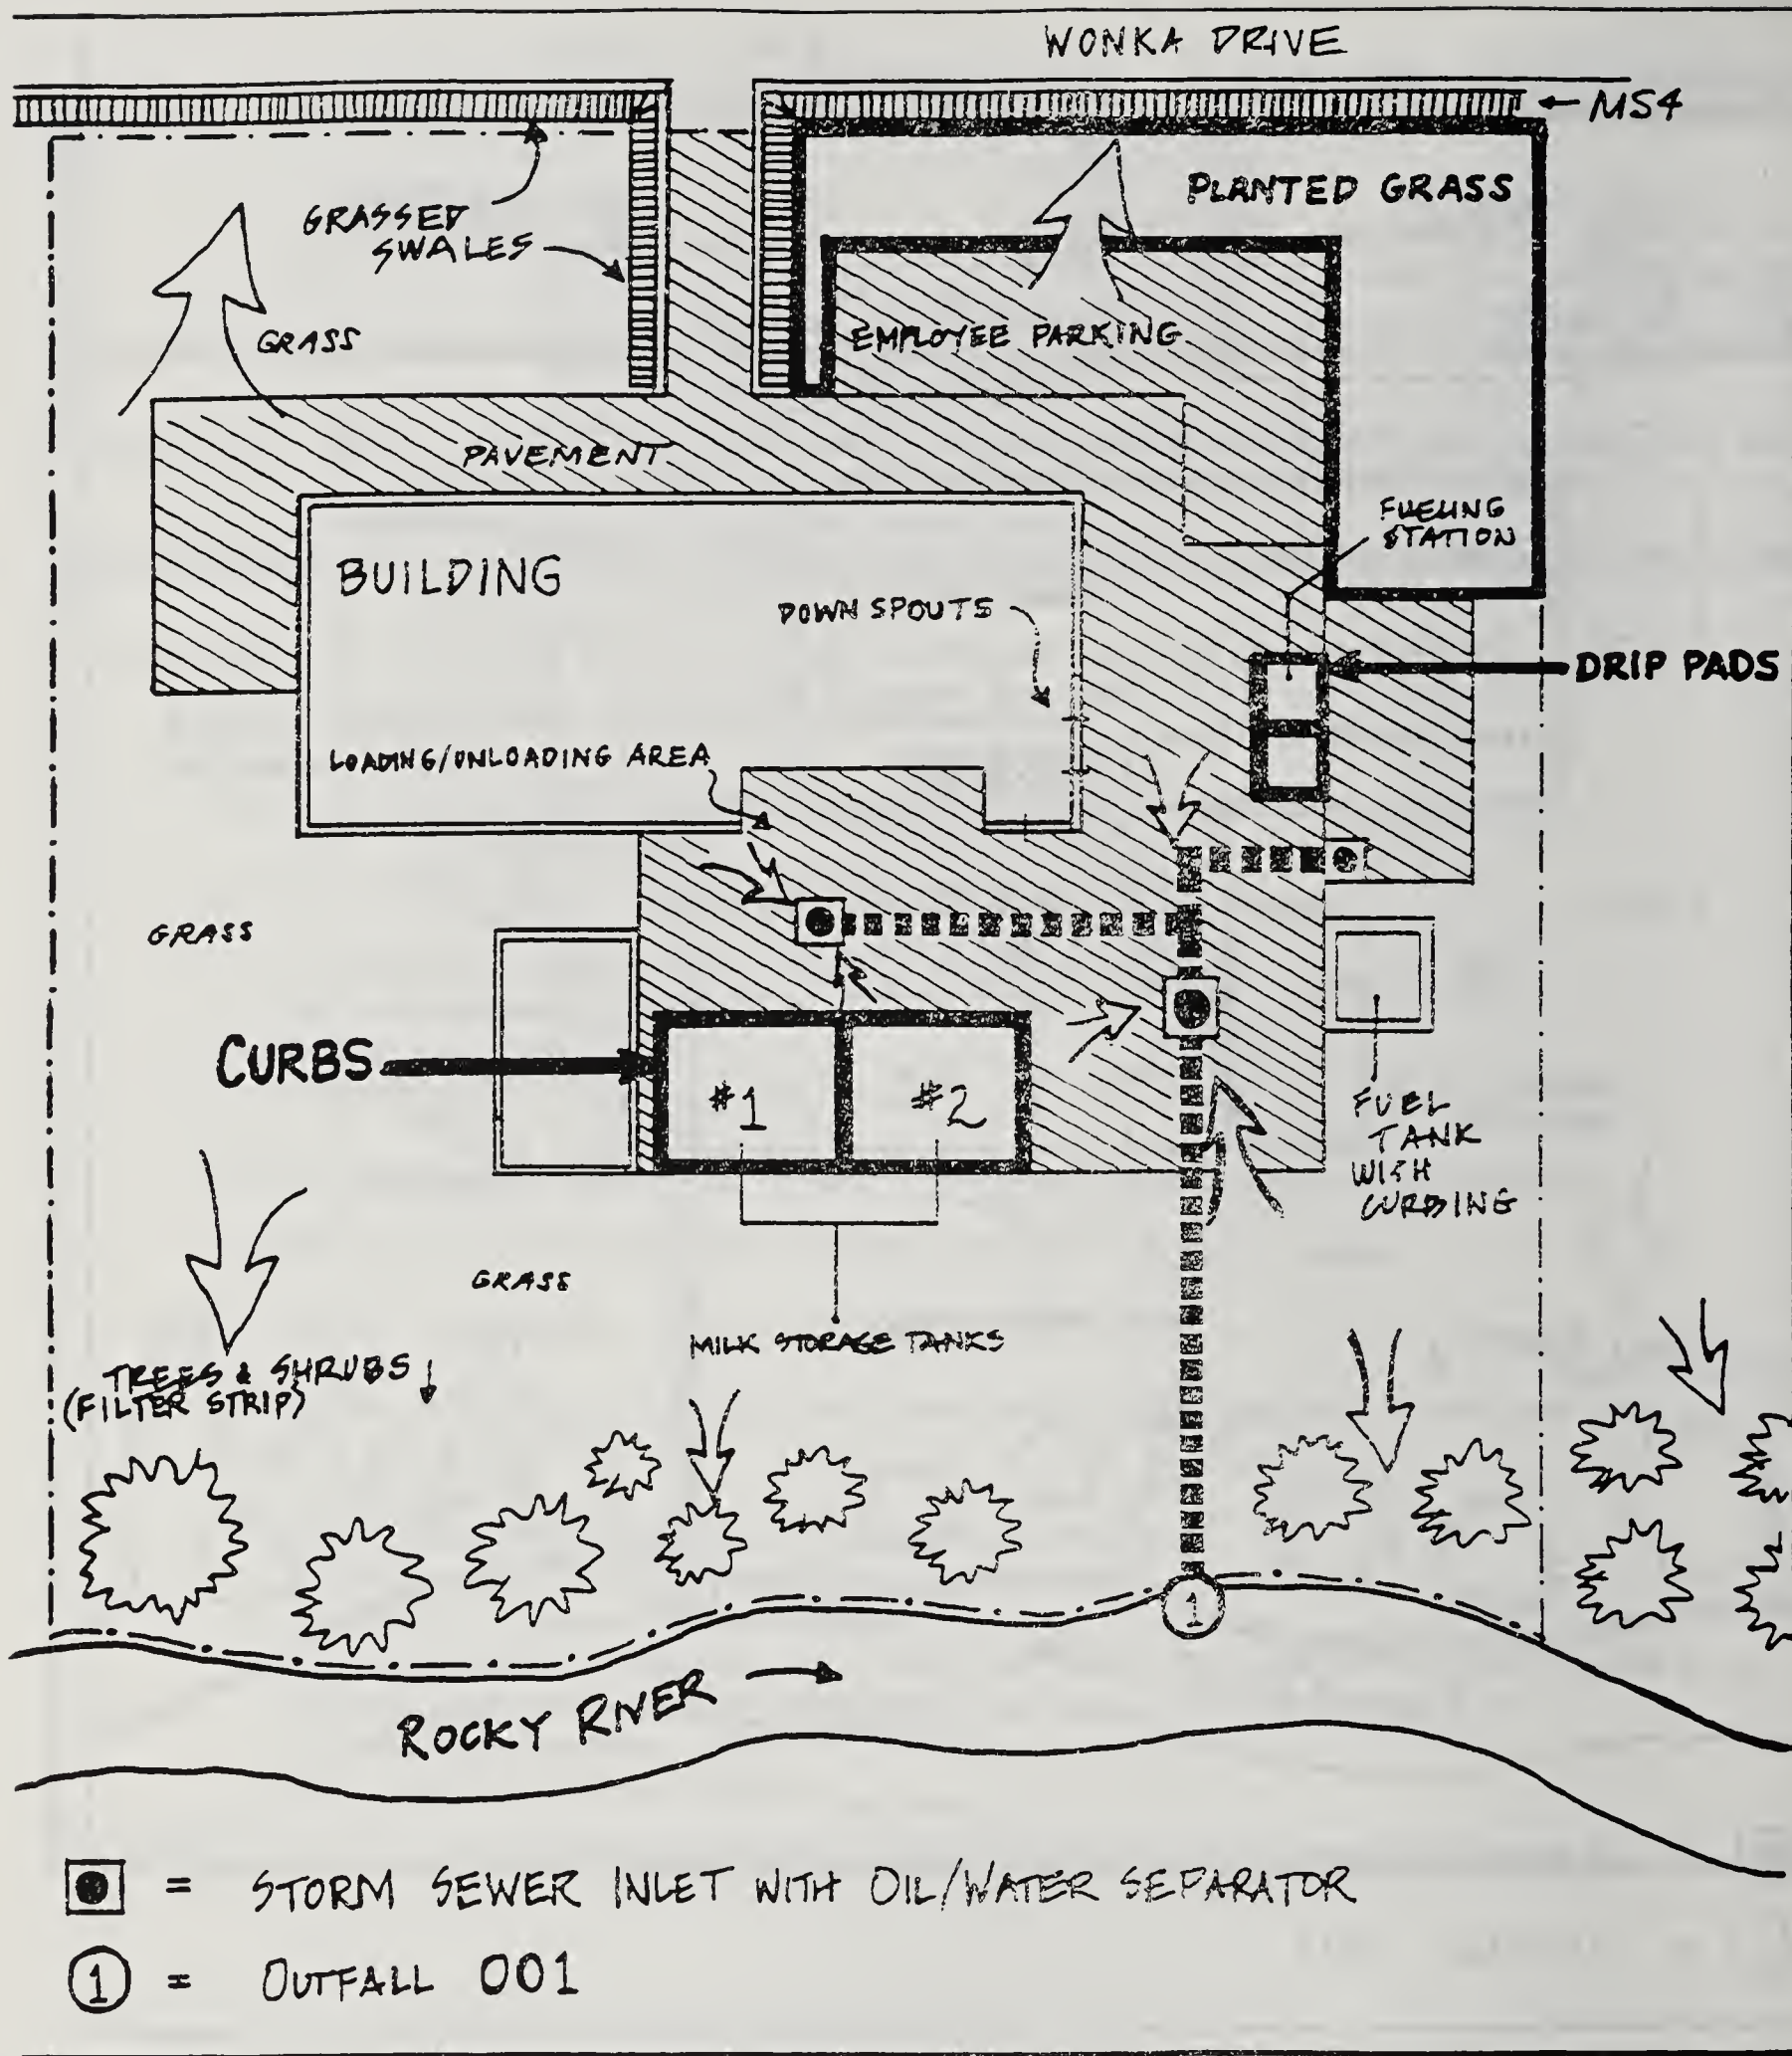 WONKA DRIVE
MS4
PLANTED GRASS
GRASSED
SWALES
GRASS
EMPLOYEE PARKING
PAVEMENT
FUELING
STATION
BUILDING
DOWN SPOUTS
DRIP PADS
LOADING/UNLOADING AREA
GRASS
CURBS
#1
#2
FUEL
TANK
WISH
CURBING
GRASS
MILK STORAGE TANKS
TREES & SHRUBS
(FILTER STRIP)
1
ROCKY RIVER
= STORM SEWER INLET WITH OIL/WATER SEPARATOR
1 = OUTFALL 001